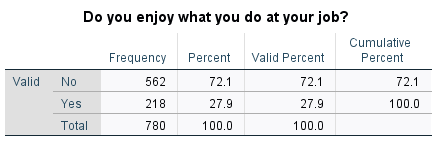 Do you enjoy what you do at your job?
Frequency Percent Valid Percent Cumulative Percent
Valid No 562 72.1 72.1 72.1
Yes 218 27.9 27.9 100.0
Total 780 100.0 100.0